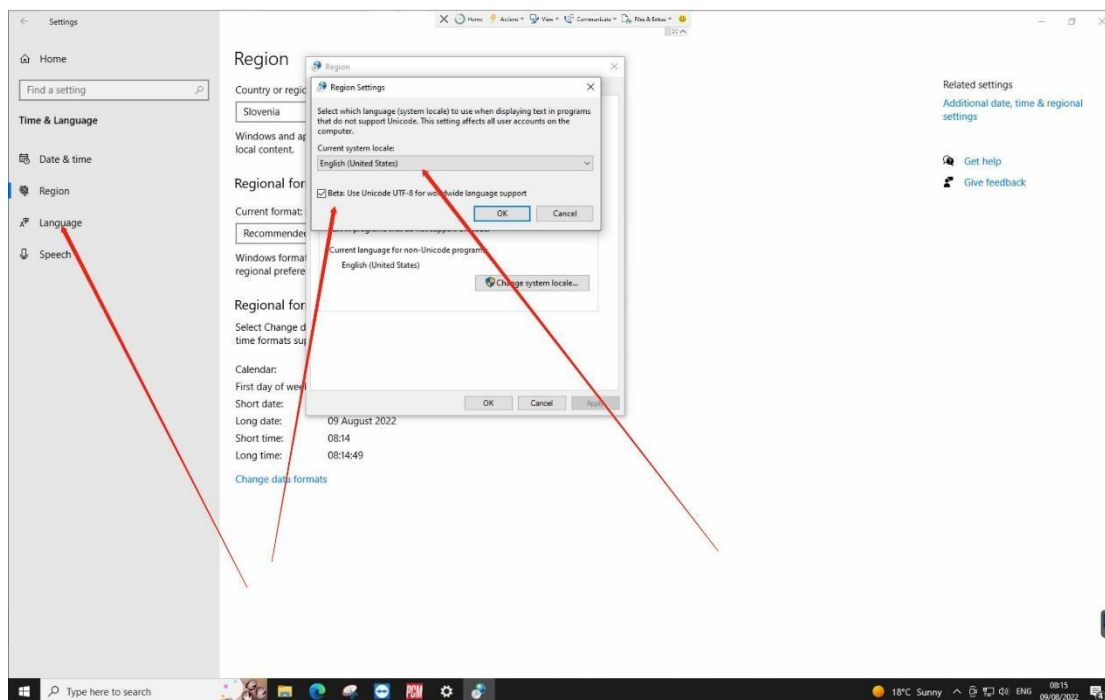 Settings
Home
Actions
View
Communicate
Files & Extras
Home
Find a setting
Time & Language
Date & time
Region
Language
Speech
Region
Country or regio
Slovenia
Windows and ap
local content.
Regional for
Current format:
Recommended
Windows format
regional prefere
Regional for
Select Change d
time formats sup
Calendar:
First day of wee
Short date:
Long date: 09 August 2022
Short time: 08:14
Long time: 08:14:49
Change data formats
Region
Region Settings
Select which language (system locale) to use when displaying text in programs
that do not support Unicode. This setting affects all user accounts on the
computer.
Current system locale:
English (United States)
Beta: Use Unicode UTF-8 for worldwide language support
OK Cancel
Current language for non-Unicode programs:
English (United States)
Change system locale...
OK Cancel Apply
Related settings
Additional date, time & regional
settings
Get help
Give feedback
Type here to search
PCM
18°C Sunny
ENG
08:15
09/08/2022